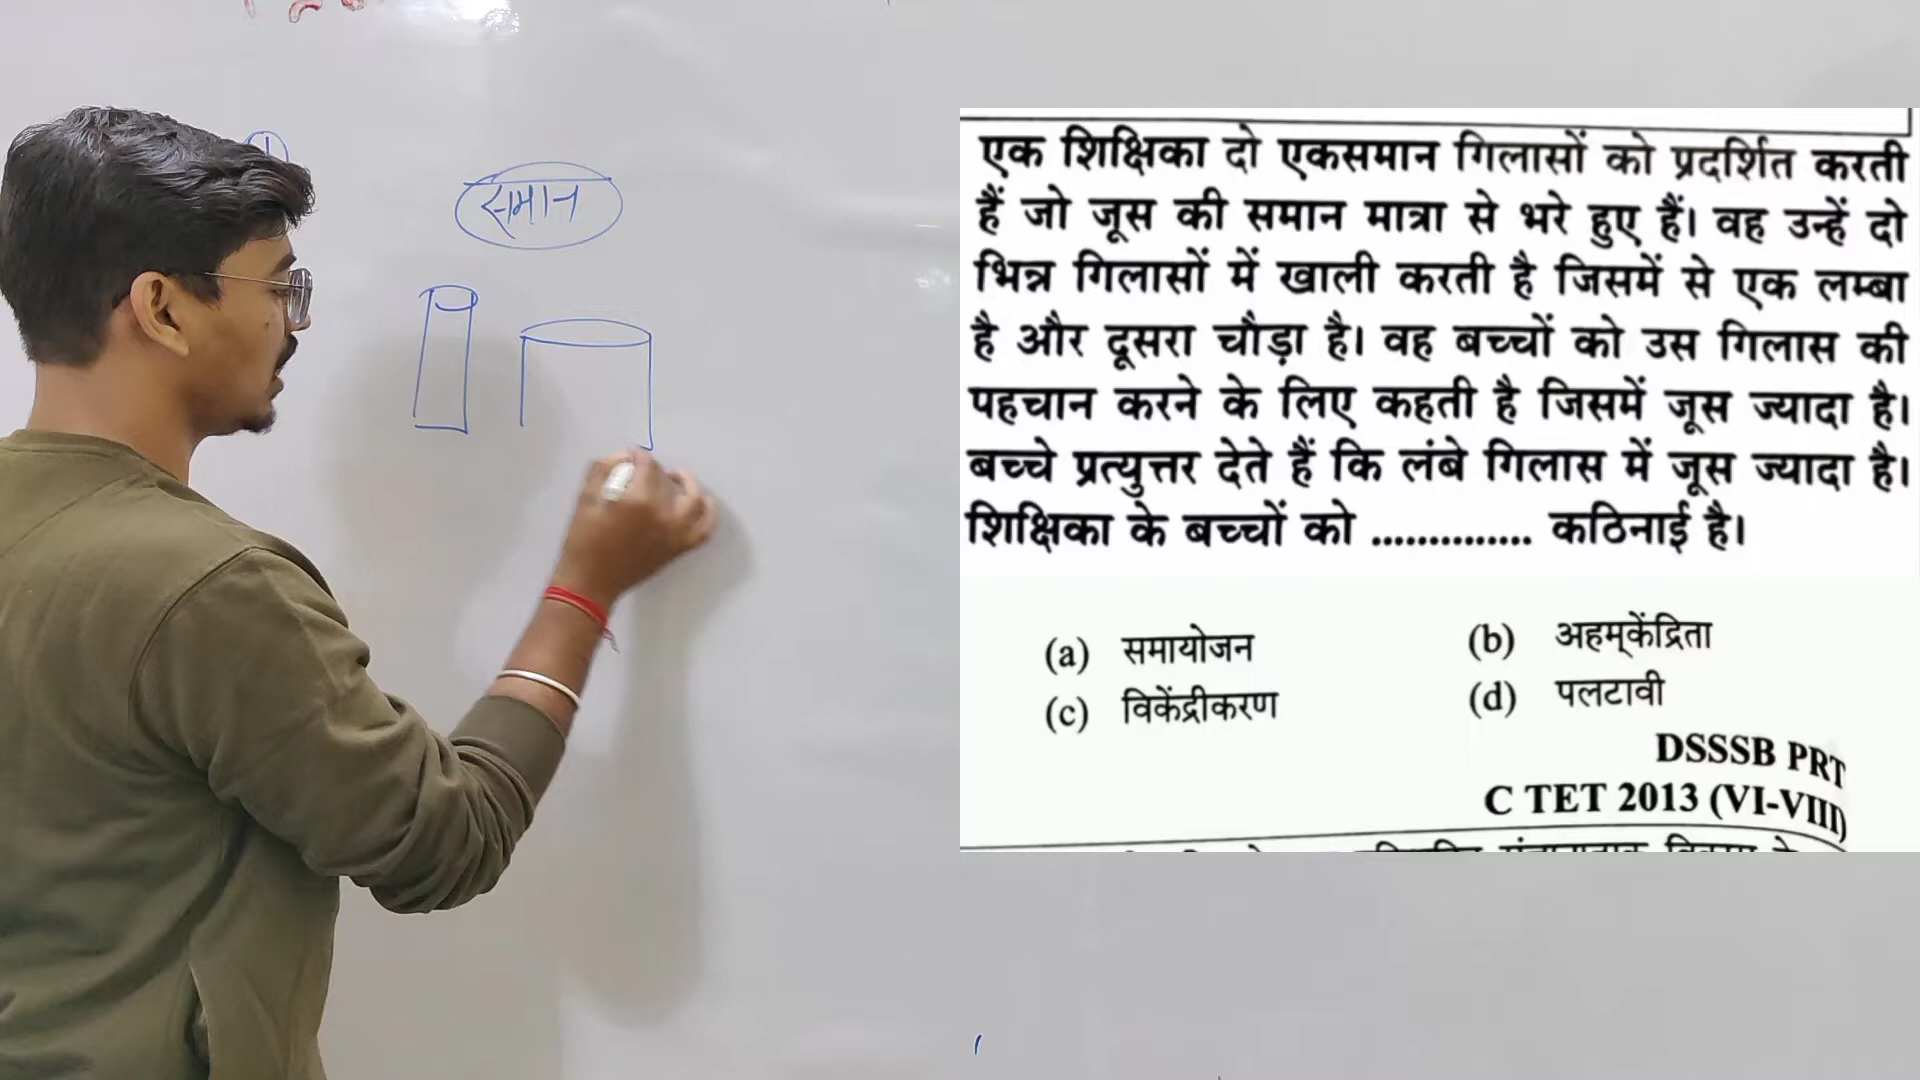 समान
एक शिक्षिका दो एकसमान गिलासों को प्रदर्शित करती
हैं जो जूस की समान मात्रा से भरे हुए हैं। वह उन्हें दो
भिन्न गिलासों में खाली करती है जिसमें से एक लम्बा
है और दूसरा चौड़ा है। वह बच्चों को उस गिलास की
पहचान करने के लिए कहती है जिसमें जूस ज्यादा है।
बच्चे प्रत्युत्तर देते हैं कि लंबे गिलास में जूस ज्यादा है।
शिक्षिका के बच्चों को .............. कठिनाई है।
(a) समायोजन (b) अहम्केंद्रिता
(c) विकेंद्रीकरण (d) पलटावी
DSSSB PRT
C TET 2013 (VI-VIII)